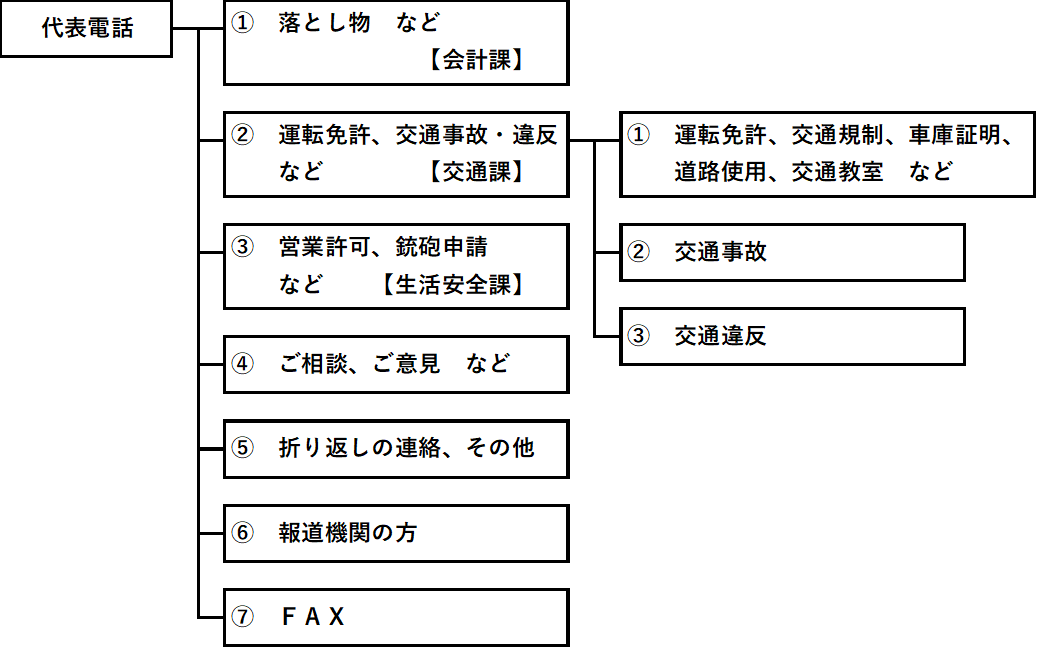 代表電話
① 落とし物 など
【会計課】
② 運転免許、交通事故・違反
など 【交通課】
③ 営業許可、銃砲申請
など 【生活安全課】
④ ご相談、ご意見 など
⑤ 折り返しの連絡、その他
⑥ 報道機関の方
⑦ ＦＡＸ
① 運転免許、交通規制、車庫証明、
道路使用、交通教室 など
② 交通事故
③ 交通違反